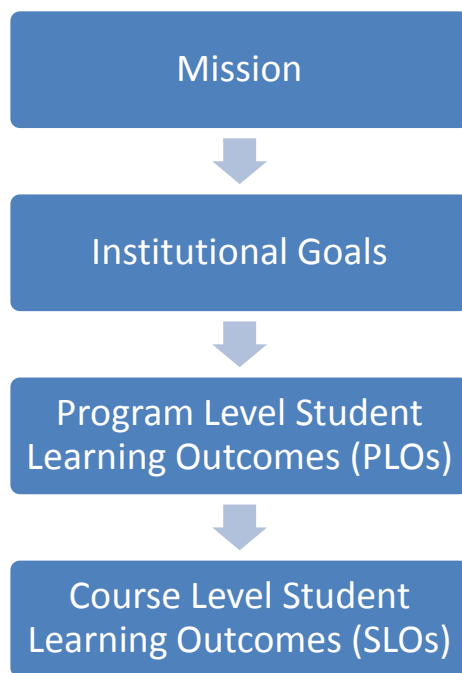 Mission
Institutional Goals
Program Level Student
Learning Outcomes (PLOs)
Course Level Student
Learning Outcomes (SLOs)